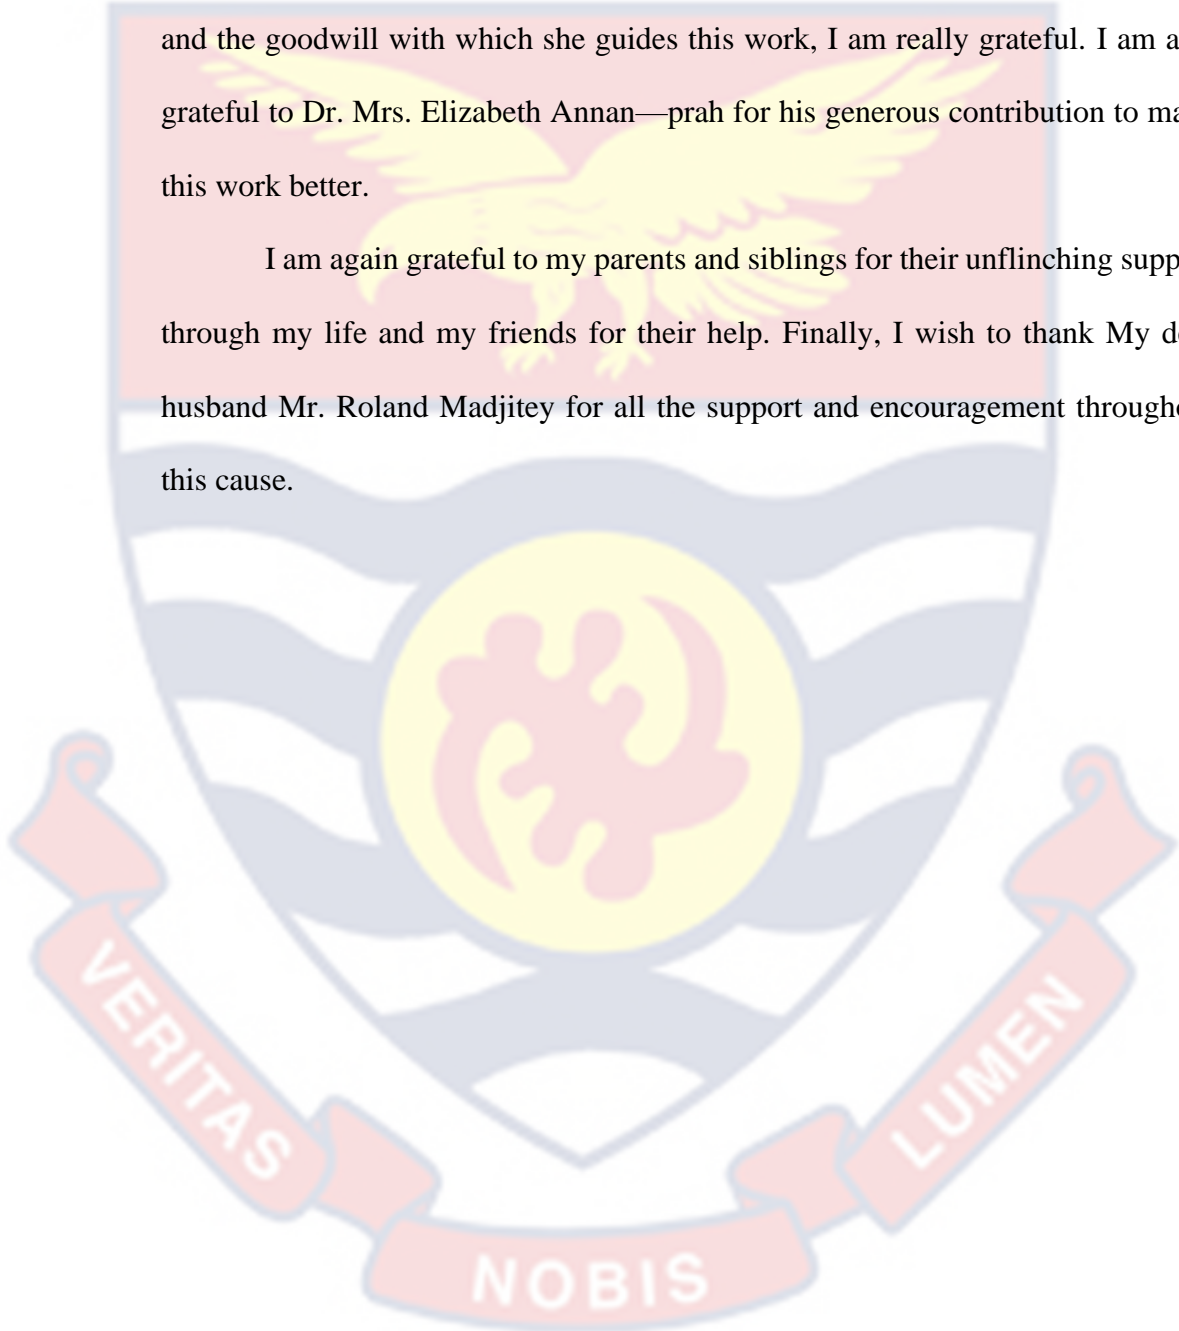 and the goodwill with which she guides this work, I am really grateful. I am a
grateful to Dr. Mrs. Elizabeth Annan—prah for his generous contribution to ma
this work better.
I am again grateful to my parents and siblings for their unflinching supp
through my life and my friends for their help. Finally, I wish to thank My d
husband Mr. Roland Madjitey for all the support and encouragement through
this cause.
VERITAS
NOBIS
LUMEN